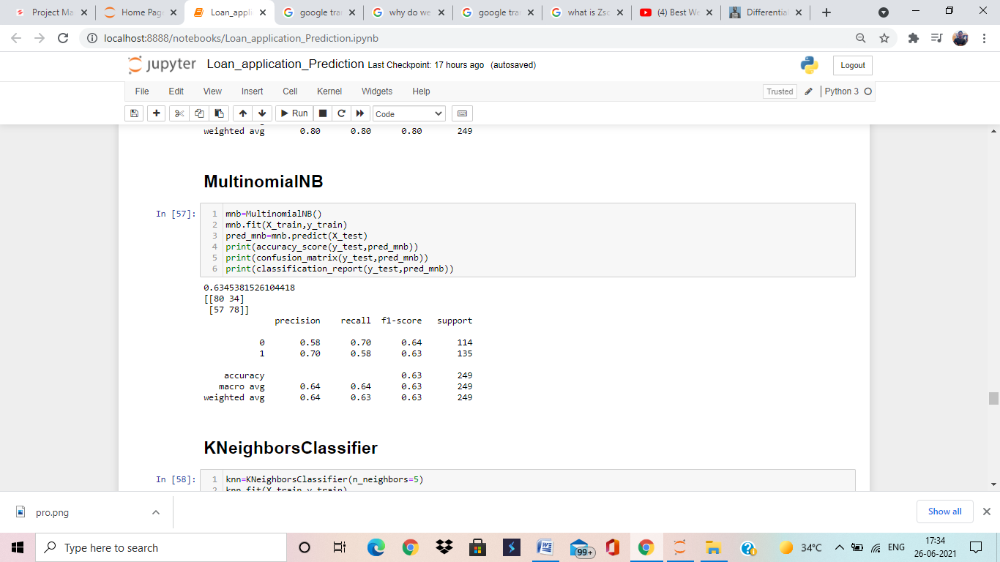 Project Ma
Home Pag
Loan_appli
google tra
why do we
google tra
what is Zsc
(4) Best We
Differentia
localhost:8888/notebooks/Loan_application_Prediction.ipynb
jupyter Loan_application_Prediction Last Checkpoint: 17 hours ago (autosaved)
Logout
File Edit View Insert Cell Kernel Widgets Help
Trusted Python 3
Run Code
weighted avg 0.80 0.80 0.80 249
MultinomialNB
In [57]:
1 mnb=MultinomialNB()
2 mnb.fit(X_train,y_train)
3 pred_mnb=mnb.predict(X_test)
4 print(accuracy_score(y_test,pred_mnb))
5 print(confusion_matrix(y_test,pred_mnb))
6 print(classification_report(y_test,pred_mnb))
0.6345381526104418
[[80 34]
[57 78]]
precision recall f1-score support
0 0.58 0.70 0.64 114
1 0.70 0.58 0.63 135
accuracy 0.63 249
macro avg 0.64 0.64 0.63 249
weighted avg 0.64 0.63 0.63 249
KNeighborsClassifier
In [58]:
1 knn=KNeighborsClassifier(n_neighbors=5)
2 knn.fit(X_train,y_train)
pro.png
Show all
Type here to search
99+
34°C
ENG
17:34
26-06-2021